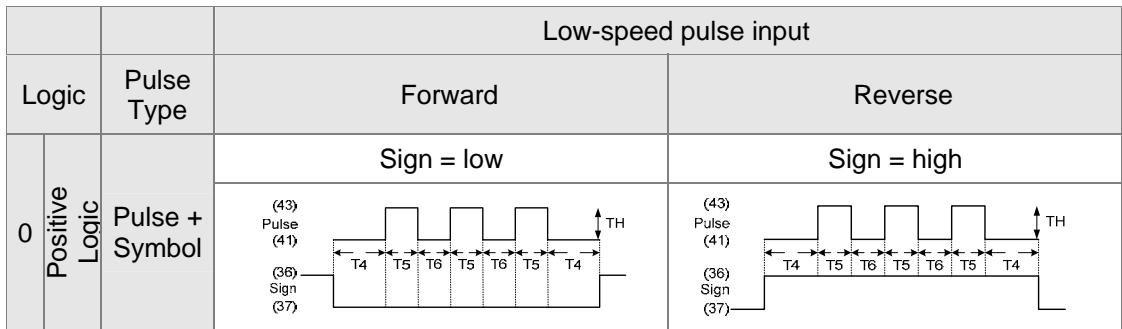 Low-speed pulse input
Logic
Pulse
Type
Forward
Reverse
0
Positive
Logic
Pulse +
Symbol
Sign = low
(43)
Pulse
(41)
TH
T4 T5 T6 T5 T6 T5 T4
(36)
Sign
(37)
Sign = high
(43)
Pulse
(41)
TH
T4 T5 T6 T5 T6 T5 T4
(36)
Sign
(37)